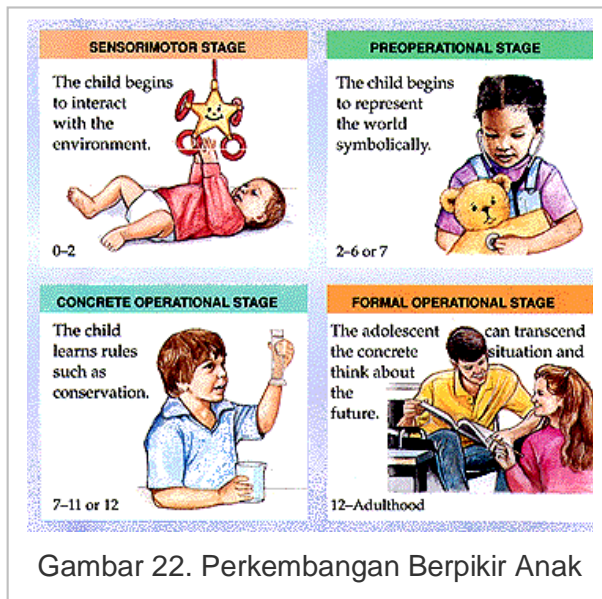 SENSORIMOTOR STAGE
The child begins
to interact
with the
environment.
0–2
PREOPERATIONAL STAGE
The child begins
to represent
the world
symbolically.
2–6 or 7
CONCRETE OPERATIONAL STAGE
The child
learns rules
such as
conservation.
7–11 or 12
FORMAL OPERATIONAL STAGE
The adolescent can transcend
the concrete situation and
think about
the
future.
12–Adulthood
Gambar 22. Perkembangan Berpikir Anak